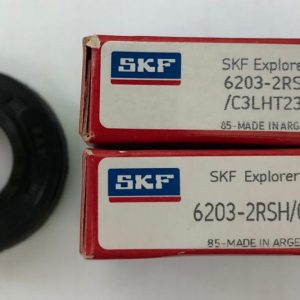 SKF
SKF Explorer
6203-2RS
/C3LHT23
85-MADE IN ARGE
SKF
SKF Explorer
6203-2RSH/C
85-MADE IN ARGE